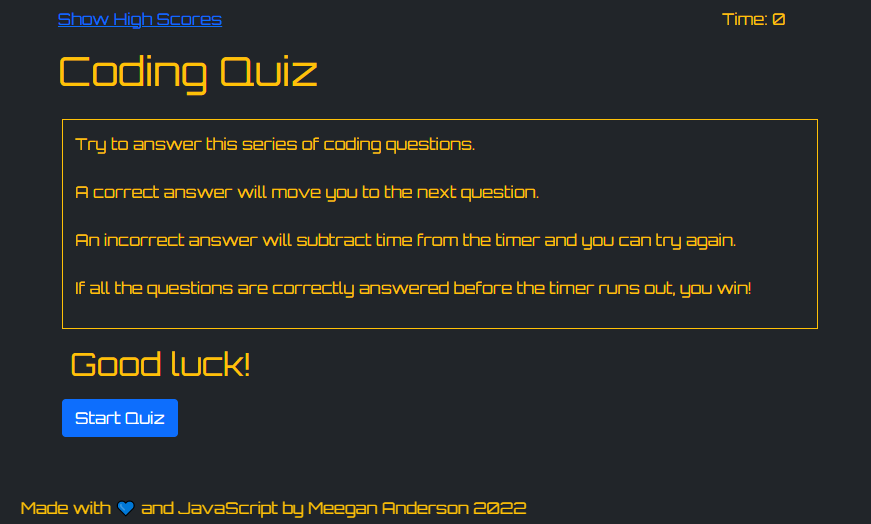 Show High Scores
Time: 0
Coding Quiz
Try to answer this series of coding questions.
A correct answer will move you to the next question.
An incorrect answer will subtract time from the timer and you can try again.
If all the questions are correctly answered before the timer runs out, you win!
Good luck!
Start Quiz
Made with 💙 and JavaScript by Meegan Anderson 2022